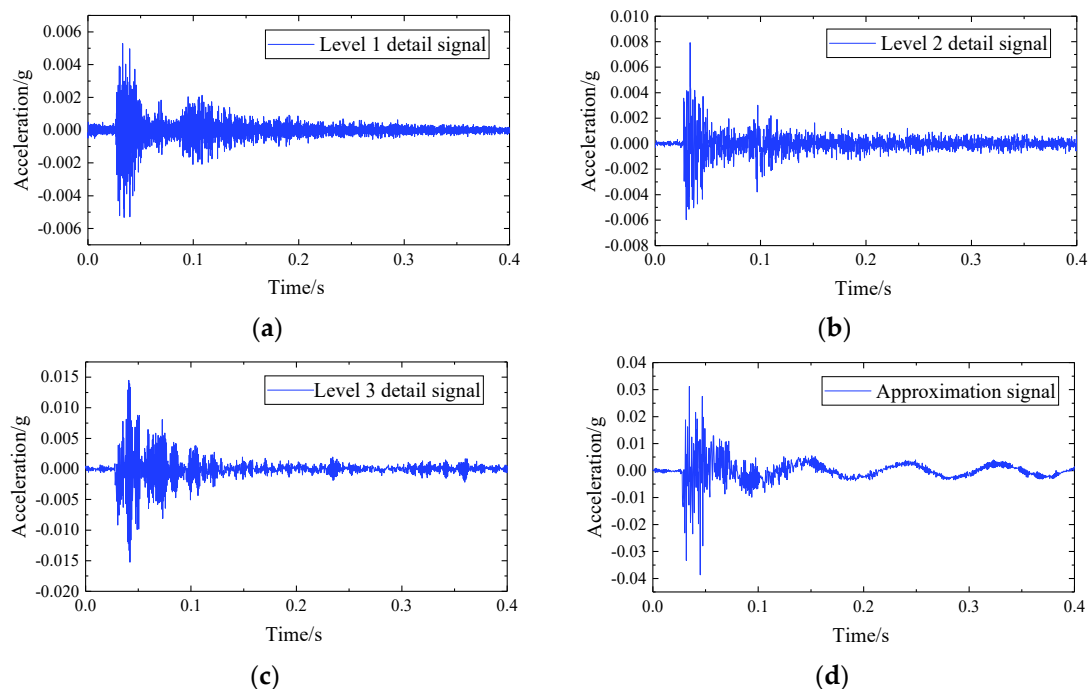 0.006
0.004
0.002
0.000
-0.002
-0.004
-0.006
Acceleration/g
Level 1 detail signal
0.0 0.1 0.2 0.3 0.4
Time/s
(a)
0.010
0.008
0.006
0.004
0.002
0.000
-0.002
-0.004
-0.006
-0.008
Acceleration/g
Level 2 detail signal
0.0 0.1 0.2 0.3 0.4
Time/s
(b)
0.015
0.010
0.005
0.000
-0.005
-0.010
-0.015
-0.020
Acceleration/g
Level 3 detail signal
0.0 0.1 0.2 0.3 0.4
Time/s
(c)
0.04
0.03
0.02
0.01
0.00
-0.01
-0.02
-0.03
-0.04
Acceleration/g
Approximation signal
0.0 0.1 0.2 0.3 0.4
Time/s
(d)